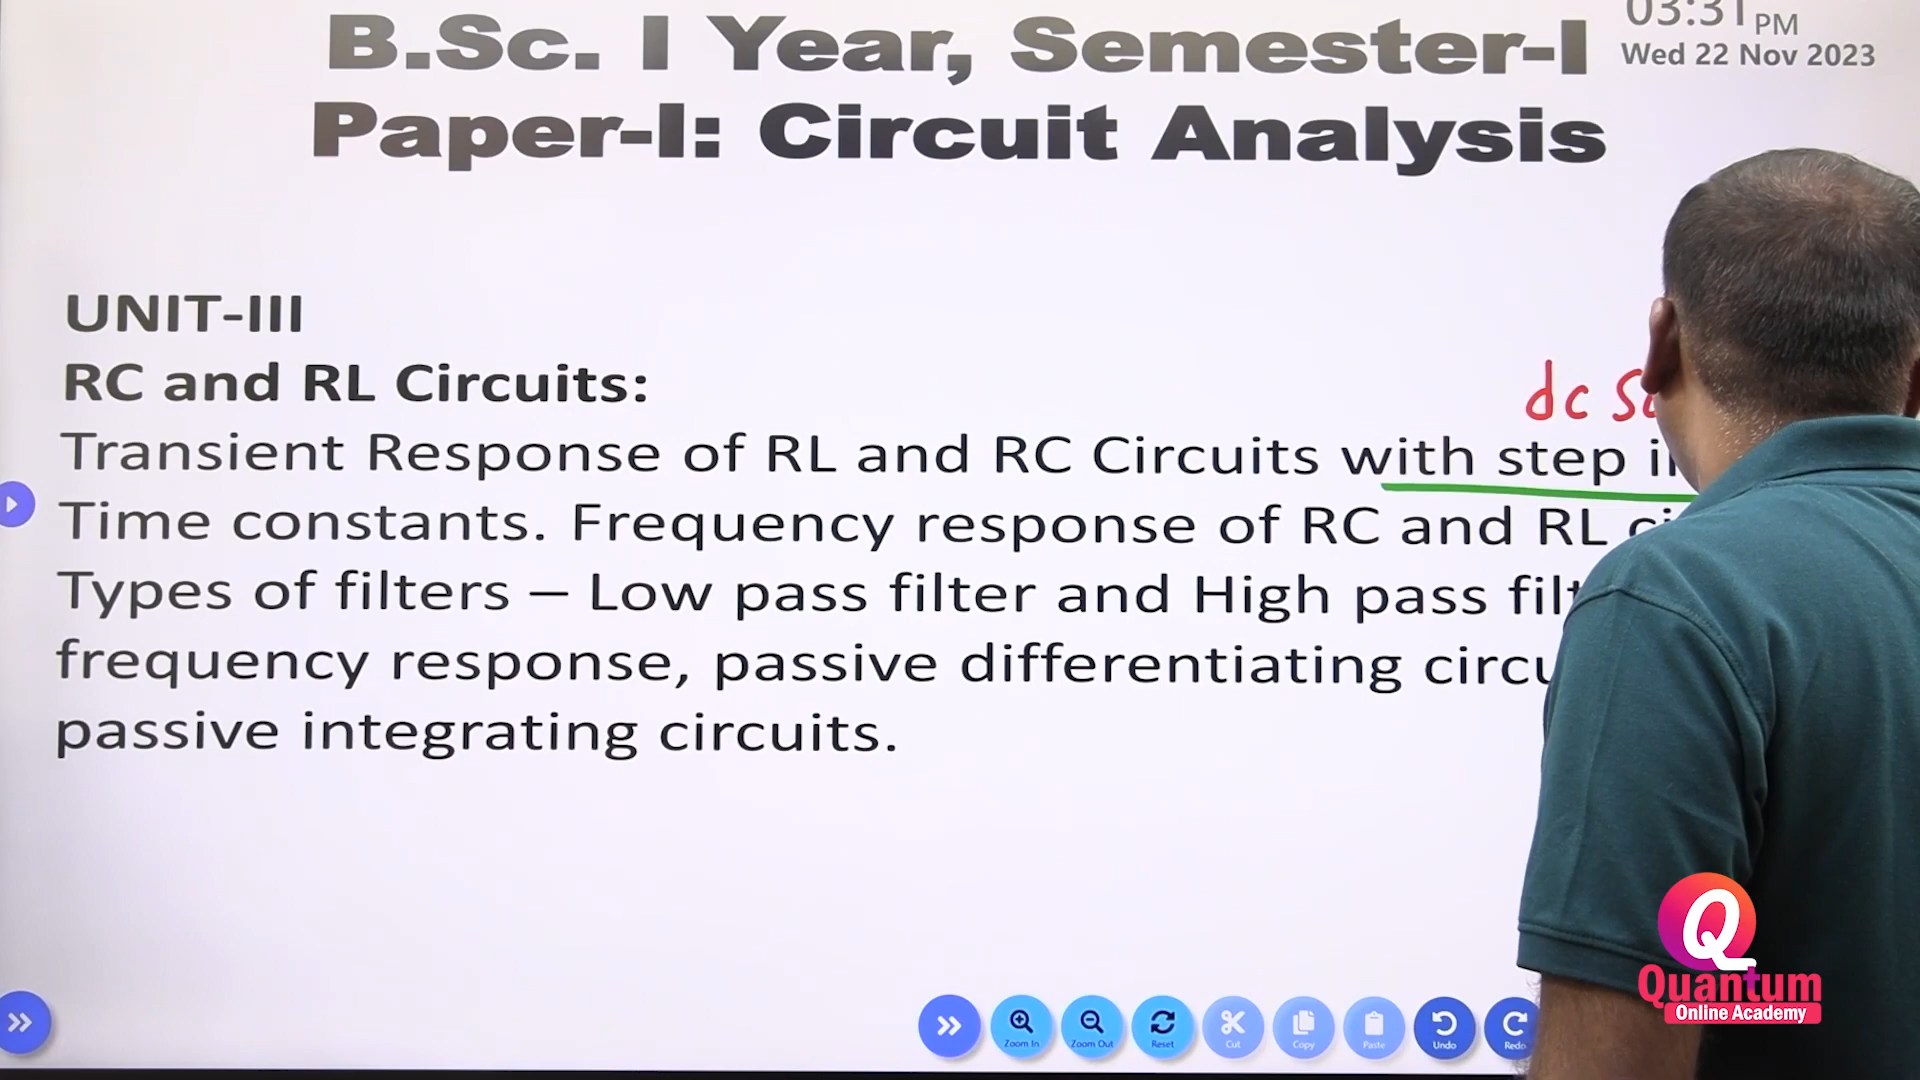 03:31 PM
Wed 22 Nov 2023
B.Sc. I Year, Semester-I
Paper-I: Circuit Analysis
UNIT-III
RC and RL Circuits:
dc
Transient Response of RL and RC Circuits with step
Time constants. Frequency response of RC and RL
Types of filters – Low pass filter and High pass
frequency response, passive differentiating
passive integrating circuits.
Zoom In
Zoom Out
Reset
Cut
Copy
Paste
Undo
Redo
Q
Quantum
Online Academy